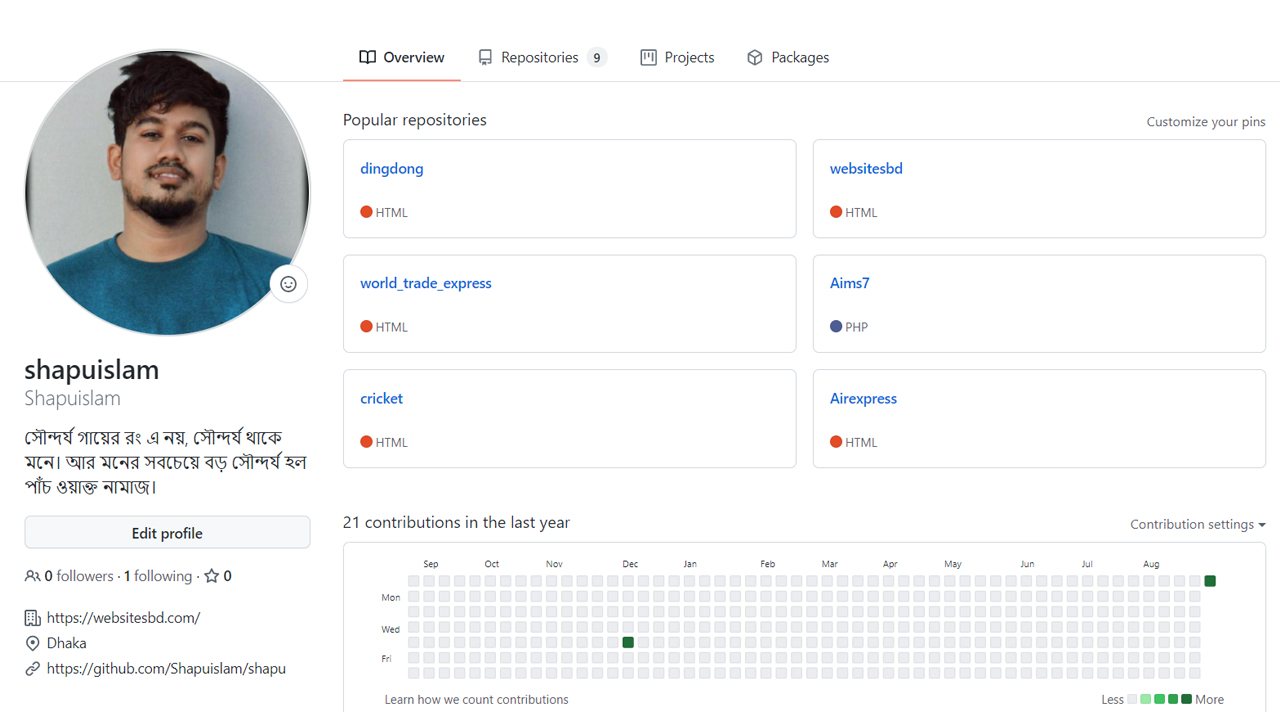 Overview
Repositories 9
Projects
Packages
shapuislam
Shapuislam
সৌন্দর্য গায়ের রং এ নয়, সৌন্দর্য থাকে
মনে। আর মনের সবচেয়ে বড় সৌন্দর্য হল
পাঁচ ওয়াক্ত নামাজ।
Edit profile
0 followers · 1 following · 0
https://websitesbd.com/
Dhaka
https://github.com/Shapuislam/shapu
Popular repositories
Customize your pins
dingdong
HTML
websitesbd
HTML
world_trade_express
HTML
Aims7
PHP
cricket
HTML
Airexpress
HTML
21 contributions in the last year
Contribution settings
Sep Oct Nov Dec Jan Feb Mar Apr May Jun Jul Aug
Mon
Wed
Fri
Learn how we count contributions
Less More